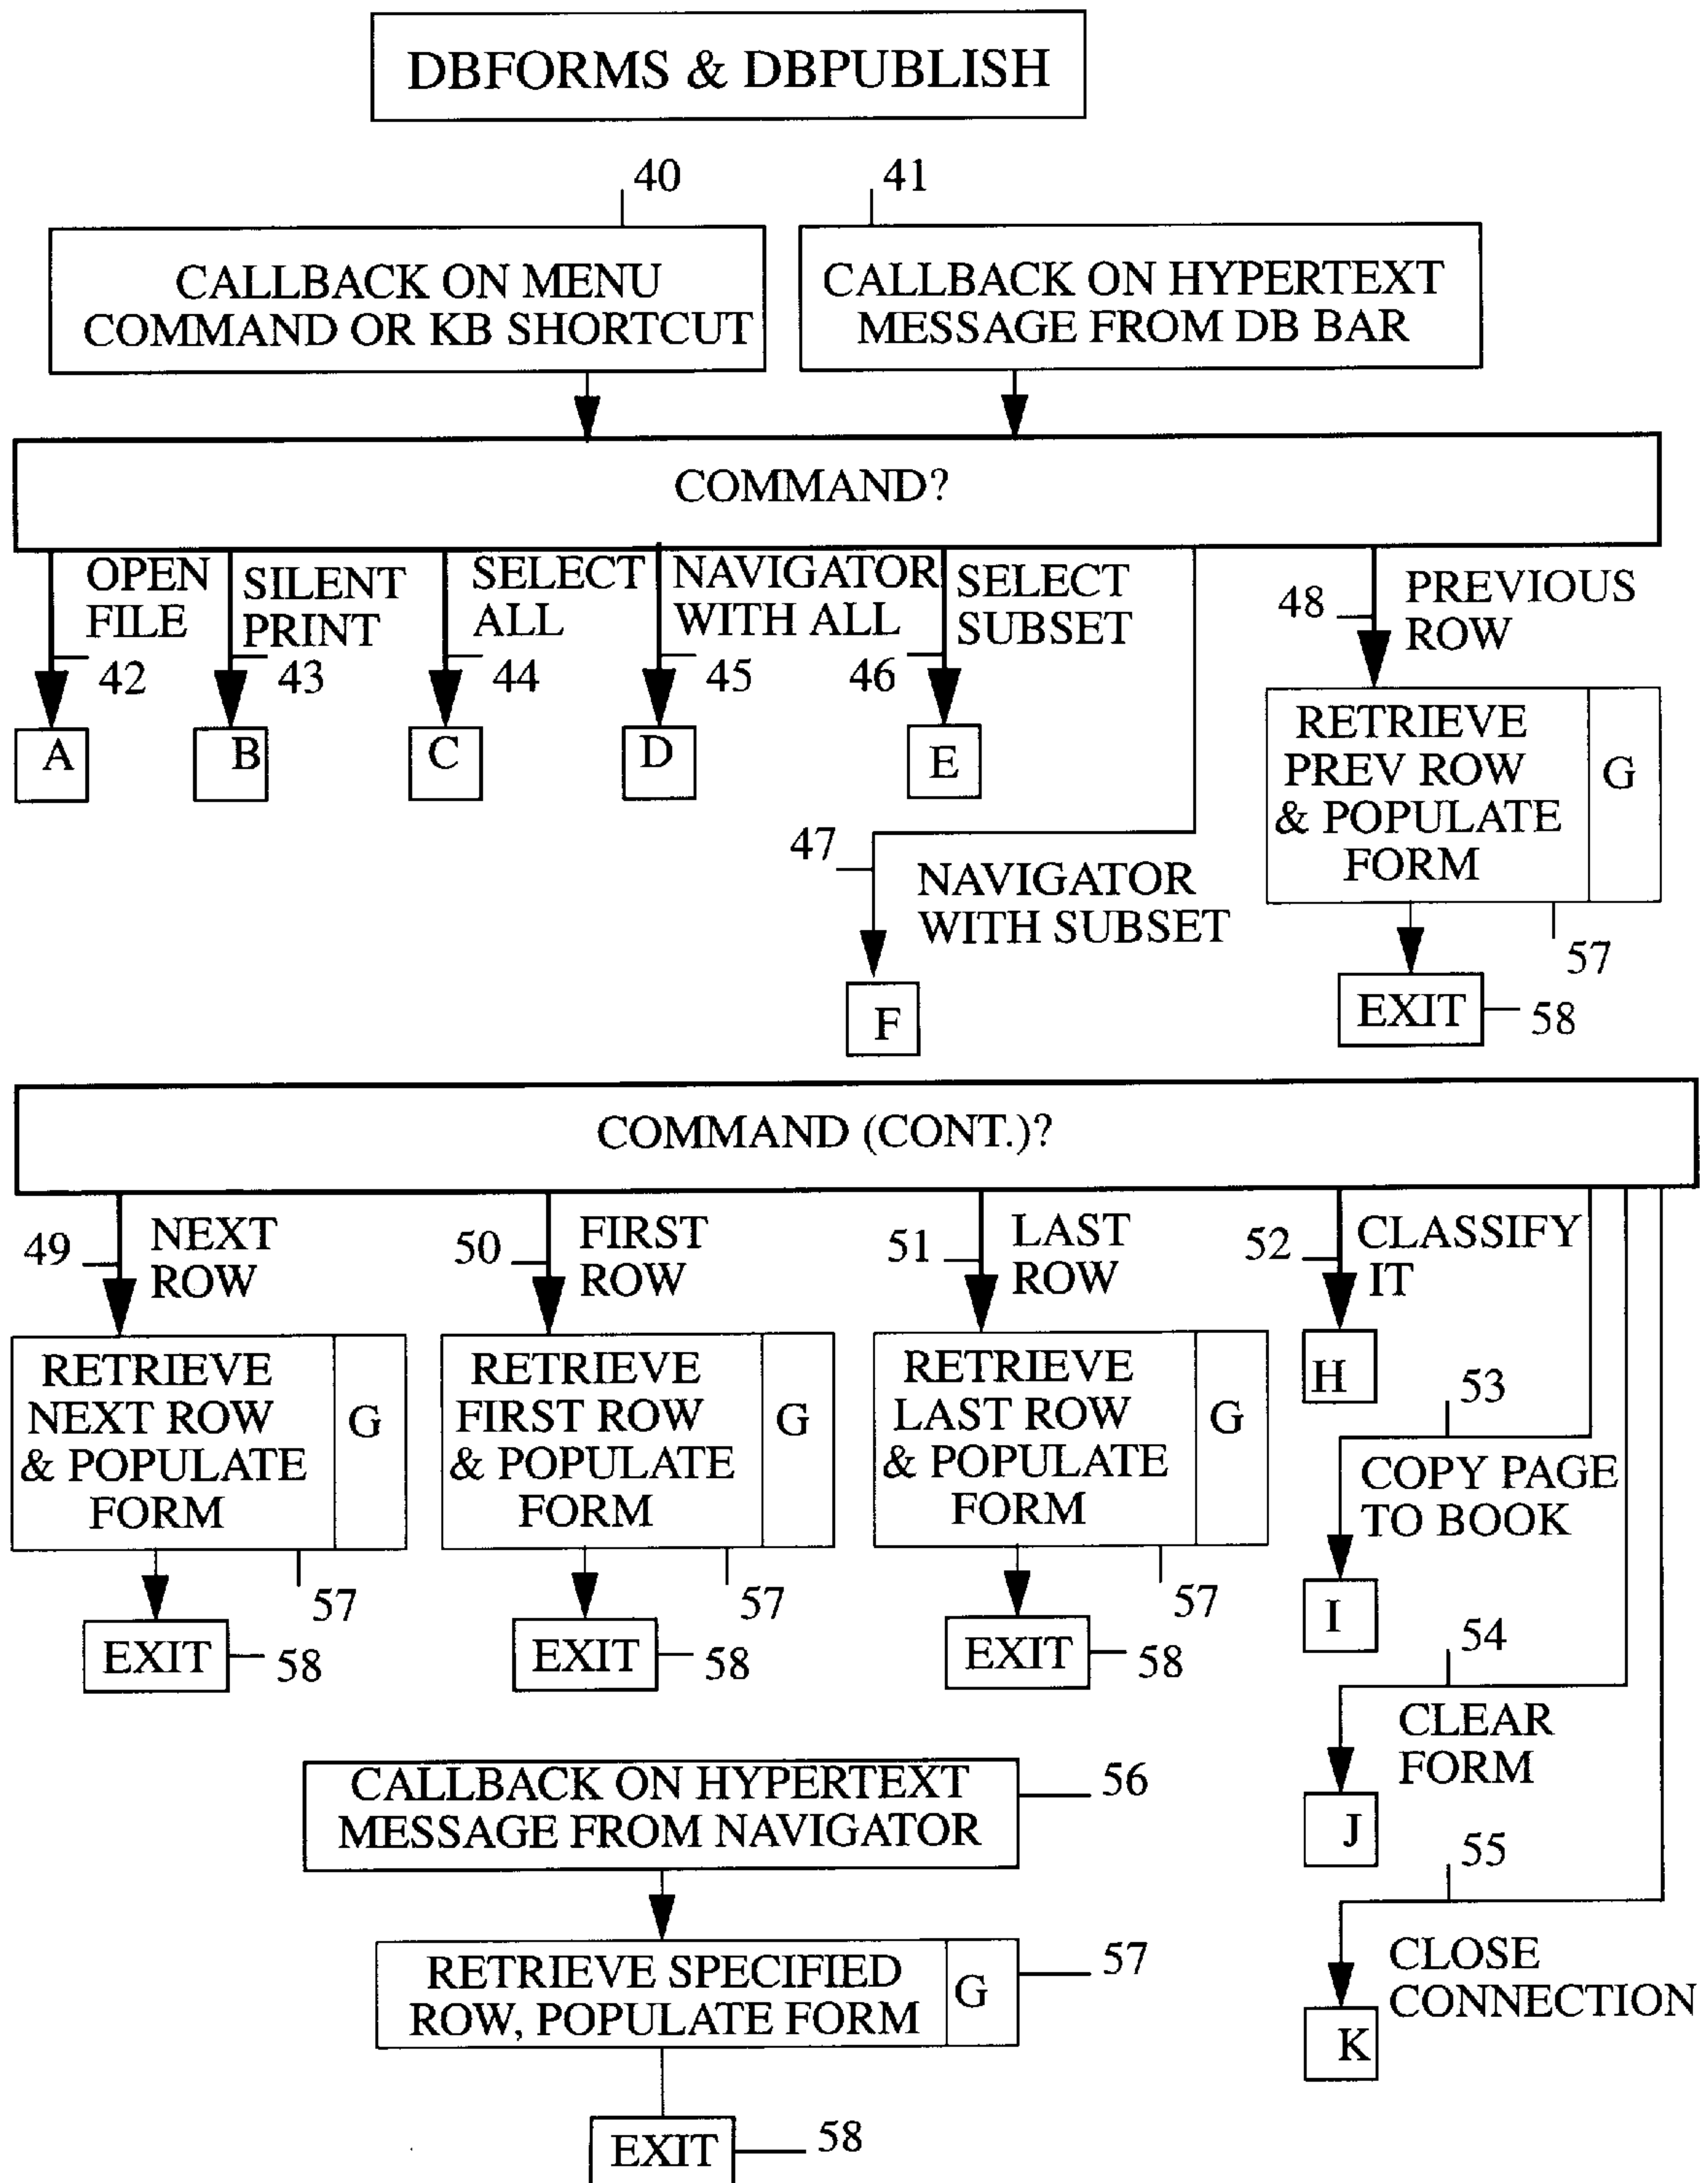 DBFORMS & DBPUBLISH
40
41
CALLBACK ON MENU
COMMAND OR KB SHORTCUT
CALLBACK ON HYPERTEXT
MESSAGE FROM DB BAR
COMMAND?
OPEN
FILE
42
A
SILENT
PRINT
43
B
SELECT
ALL
44
C
NAVIGATOR
WITH ALL
45
D
SELECT
SUBSET
46
E
47
NAVIGATOR
WITH SUBSET
F
48
PREVIOUS
ROW
RETRIEVE
PREV ROW
& POPULATE
FORM
G
57
EXIT
58
COMMAND (CONT.)?
49
NEXT
ROW
RETRIEVE
NEXT ROW
& POPULATE
FORM
G
57
EXIT
58
50
FIRST
ROW
RETRIEVE
FIRST ROW
& POPULATE
FORM
G
57
EXIT
58
51
LAST
ROW
RETRIEVE
LAST ROW
& POPULATE
FORM
G
57
EXIT
58
52
CLASSIFY
IT
H
53
COPY PAGE
TO BOOK
I
54
CLEAR
FORM
J
55
CLOSE
CONNECTION
K
CALLBACK ON HYPERTEXT
MESSAGE FROM NAVIGATOR
56
RETRIEVE SPECIFIED
ROW, POPULATE FORM
G
57
EXIT
58